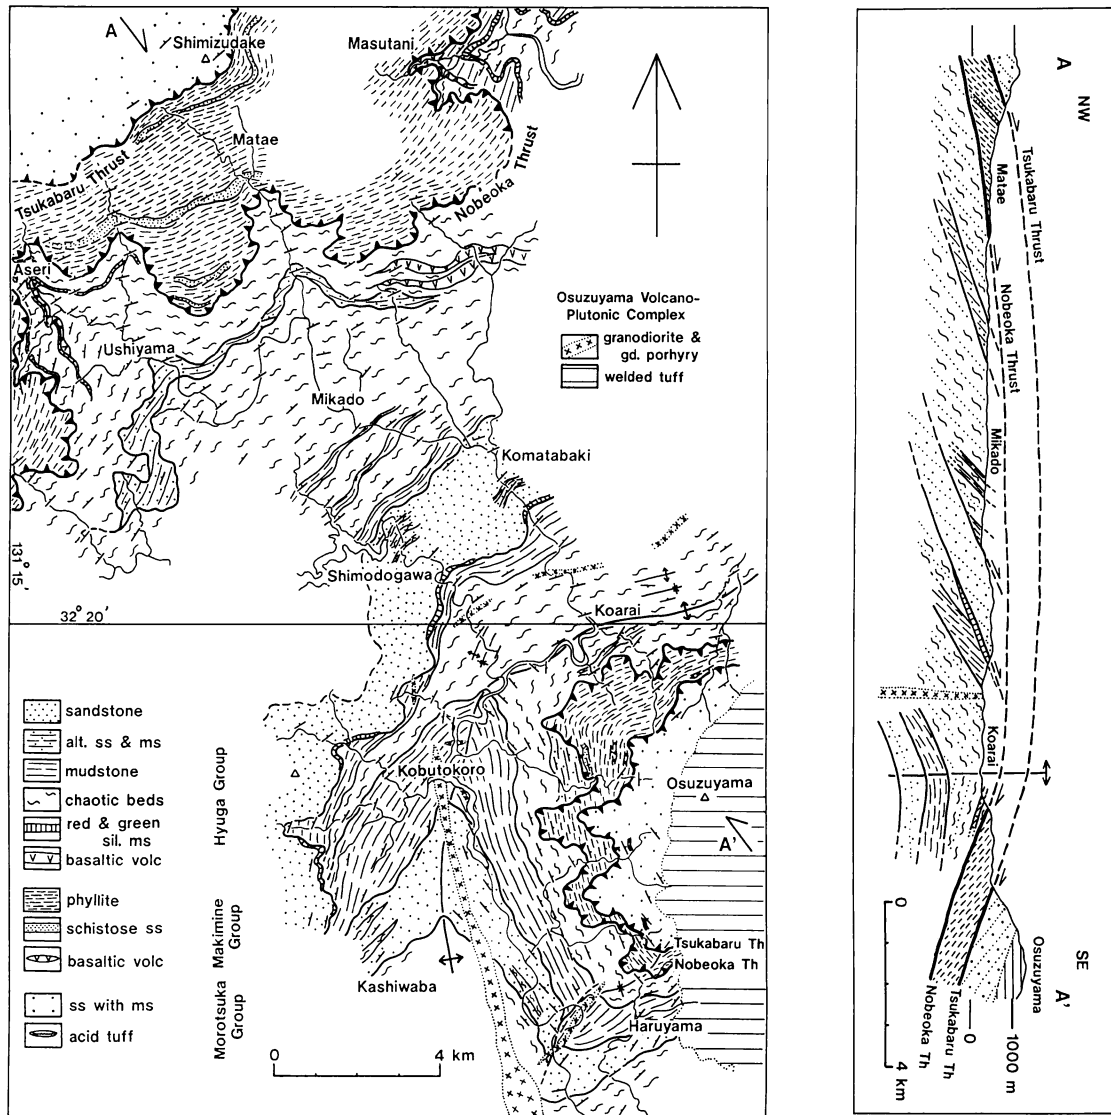 A
Shimizudake
Masutani
Matae
Tsukabaru Thrust
Nobeoka Thrust
Aseri
Ushiyama
Mikado
Komatabaki
Osuzuyama Volcano-
Plutonic Complex
granodiorite &
gd. porhyry
welded tuff
131° 15'
32° 20'
Shimodogawa
Koarai
Kobutokoro
Osuzuyama
A'
Tsukabaru Th
Nobeoka Th
Kashiwaba
Haruyama
sandstone
alt. ss & ms
mudstone
chaotic beds
red & green
sil. ms
basaltic volc
Hyuga Group
phyllite
schistose ss
basaltic volc
Makimine
Group
ss with ms
acid tuff
Morotsuka
Group
0 4 km
A
NW
Tsukabaru Thrust
Matae
Nobeoka Thrust
Mikado
Koarai
Osuzuyama
SE
A'
Nobeoka Th
Tsukabaru Th
0
1000 m
0
4 km